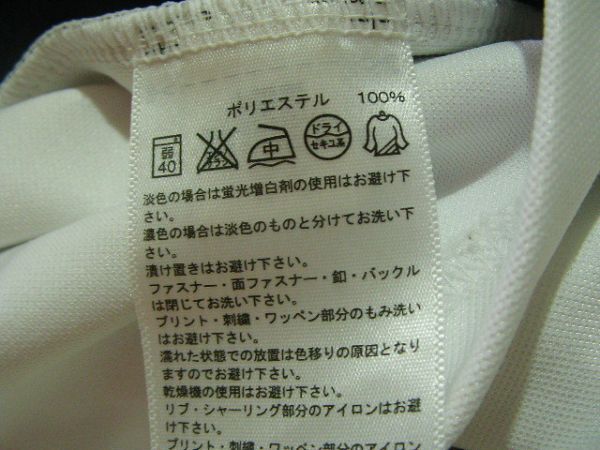 ポリエステル 100%
弱 40 エンソ サラシ 中 ドライ セキユ系
淡色の場合は蛍光増白剤の使用はお避け下
さい。
濃色の場合は淡色のものと分けてお洗い下
さい。
漬け置きはお避け下さい。
ファスナー・面ファスナー・釦・バックル
は閉じてお洗い下さい。
プリント・刺繍・ワッペン部分のもみ洗い
はお避け下さい。
濡れた状態での放置は色移りの原因となり
ますのでお避け下さい。
乾燥機の使用はお避け下さい。
リブ・シャーリング部分のアイロンはお避
け下さい。
プリント・刺繍・ワッペン部分のアイロン